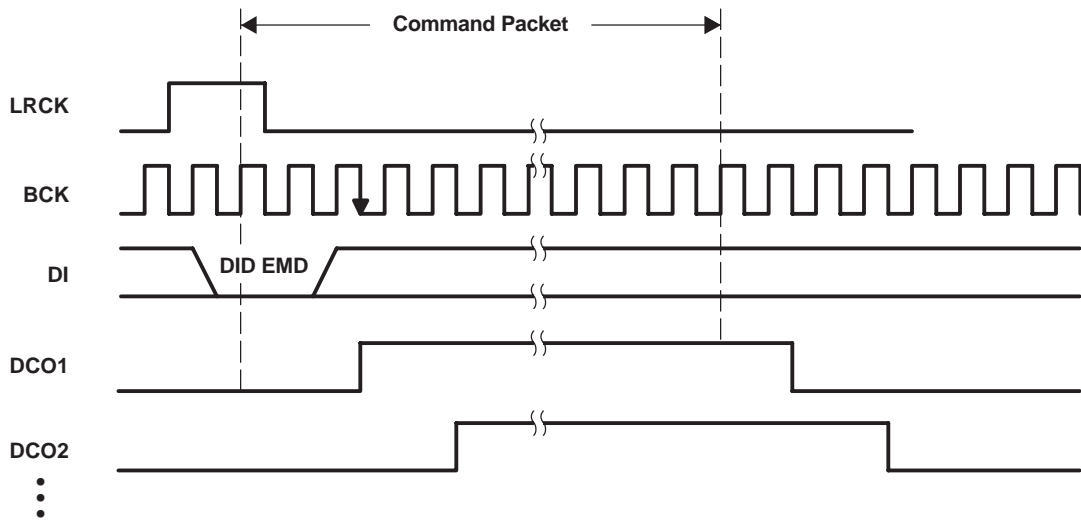 Command Packet
LRCK
BCK
DI
DID EMD
DCO1
DCO2